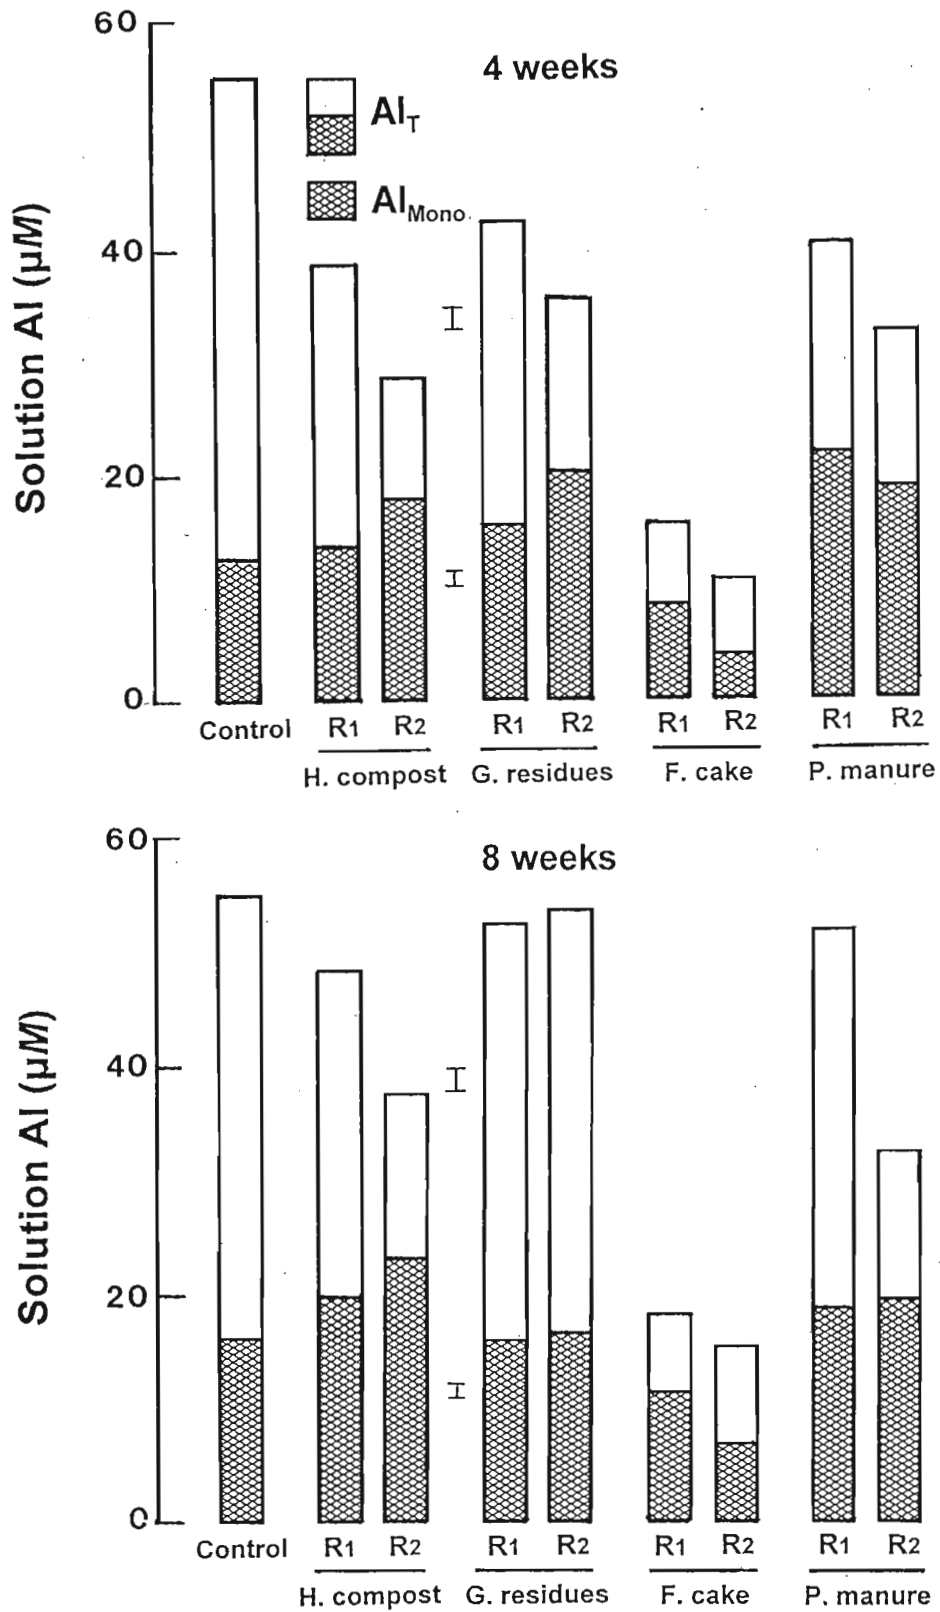 60
4 weeks
Al_T
Al_Mono
40
20
0
Solution Al (µM)
Control R1 R2 R1 R2 R1 R2 R1 R2
H. compost G. residues F. cake P. manure
60
8 weeks
40
20
0
Solution Al (µM)
Control R1 R2 R1 R2 R1 R2 R1 R2
H. compost G. residues F. cake P. manure